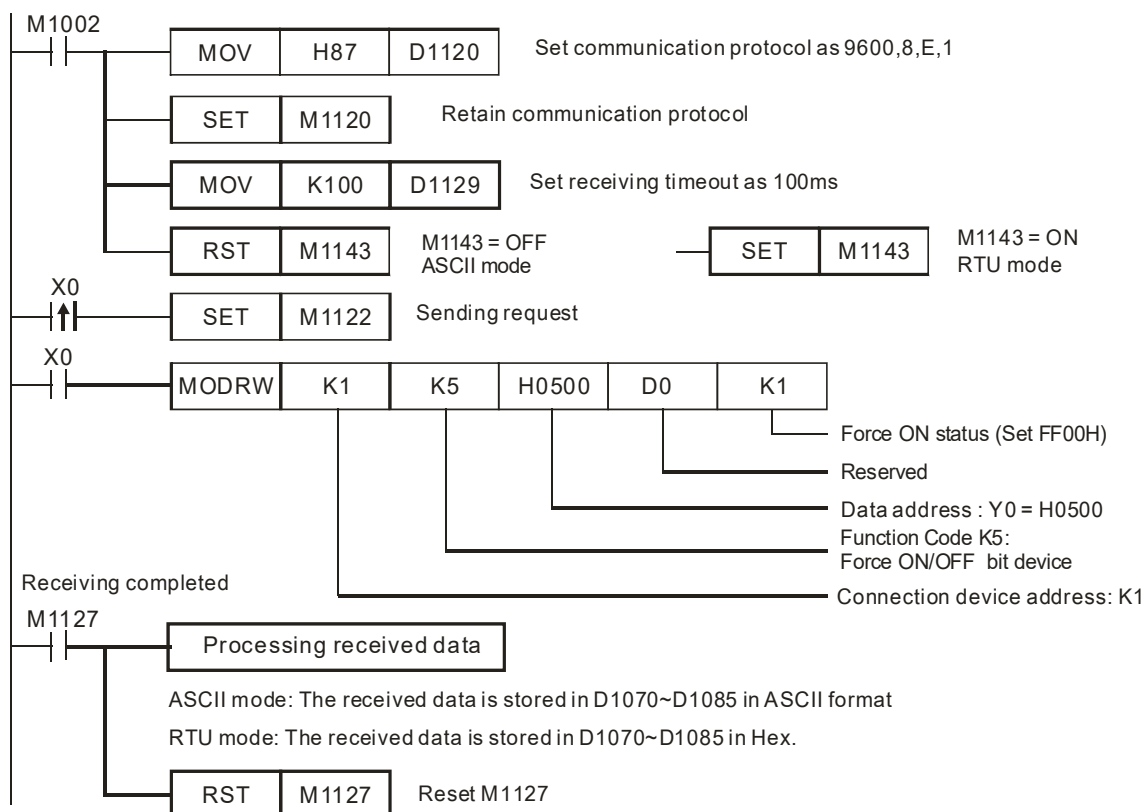 M1002
MOV H87 D1120 Set communication protocol as 9600,8,E,1
SET M1120 Retain communication protocol
MOV K100 D1129 Set receiving timeout as 100ms
RST M1143 M1143 = OFF
ASCII mode
SET M1143 M1143 = ON
RTU mode
X0
SET M1122 Sending request
X0
MODRW K1 K5 H0500 D0 K1
Force ON status (Set FF00H)
Reserved
Data address : Y0 = H0500
Function Code K5:
Force ON/OFF bit device
Connection device address: K1
Receiving completed
M1127
Processing received data
ASCII mode: The received data is stored in D1070~D1085 in ASCII format
RTU mode: The received data is stored in D1070~D1085 in Hex.
RST M1127 Reset M1127